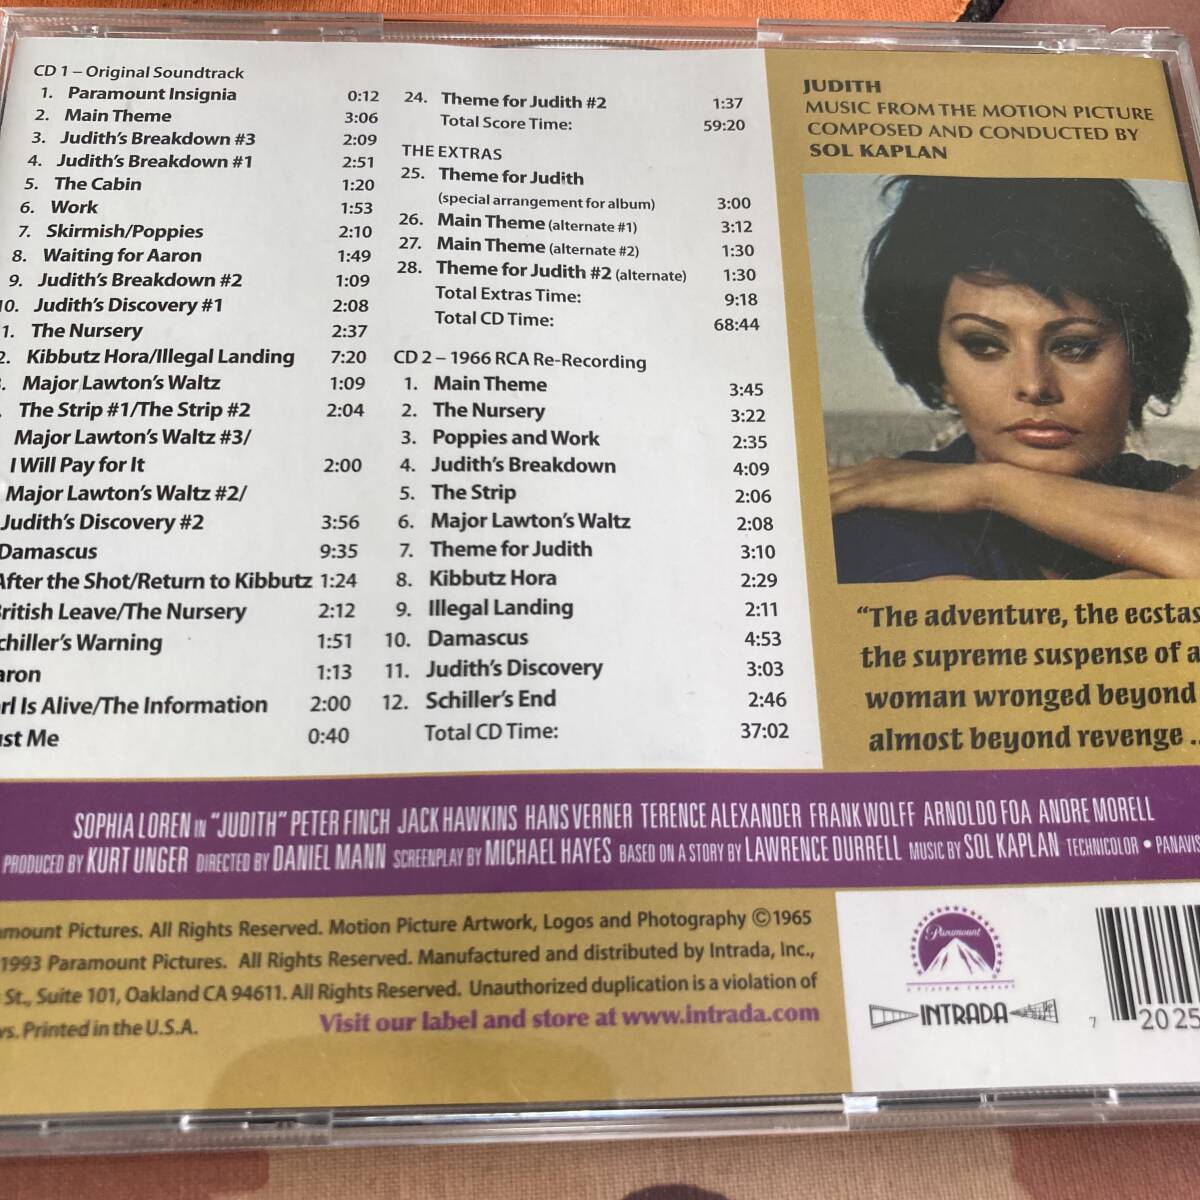 CD 1 – Original Soundtrack
1. Paramount Insignia 0:12
2. Main Theme 3:06
3. Judith's Breakdown #3 2:09
4. Judith's Breakdown #1 2:51
5. The Cabin 1:20
6. Work 1:53
7. Skirmish/Poppies 2:10
8. Waiting for Aaron 1:49
9. Judith's Breakdown #2 1:09
10. Judith's Discovery #1 2:08
1. The Nursery 2:37
2. Kibbutz Hora/Illegal Landing 7:20
. Major Lawton's Waltz 1:09
. The Strip #1/The Strip #2 2:04
Major Lawton's Waltz #3/
I Will Pay for It 2:00
Major Lawton's Waltz #2/
Judith's Discovery #2 3:56
Damascus 9:35
After the Shot/Return to Kibbutz 1:24
British Leave/The Nursery 2:12
chiller's Warning 1:51
aron 1:13
rl Is Alive/The Information 2:00
ust Me 0:40
24. Theme for Judith #2 1:37
Total Score Time: 59:20
THE EXTRAS
25. Theme for Judith
(special arrangement for album) 3:00
26. Main Theme (alternate #1) 3:12
27. Main Theme (alternate #2) 1:30
28. Theme for Judith #2 (alternate) 1:30
Total Extras Time: 9:18
Total CD Time: 68:44
CD 2 – 1966 RCA Re-Recording
1. Main Theme 3:45
2. The Nursery 3:22
3. Poppies and Work 2:35
4. Judith's Breakdown 4:09
5. The Strip 2:06
6. Major Lawton's Waltz 2:08
7. Theme for Judith 3:10
8. Kibbutz Hora 2:29
9. Illegal Landing 2:11
10. Damascus 4:53
11. Judith's Discovery 3:03
12. Schiller's End 2:46
Total CD Time: 37:02
JUDITH
MUSIC FROM THE MOTION PICTURE
COMPOSED AND CONDUCTED BY
SOL KAPLAN
"The adventure, the ecstas
the supreme suspense of a
woman wronged beyond
almost beyond revenge ..
SOPHIA LOREN IN "JUDITH" PETER FINCH JACK HAWKINS HANS VERNER TERENCE ALEXANDER FRANK WOLFF ARNOLDO FOA ANDRE MORELL
PRODUCED BY KURT UNGER DIRECTED BY DANIEL MANN SCREENPLAY BY MICHAEL HAYES BASED ON A STORY BY LAWRENCE DURRELL MUSIC BY SOL KAPLAN TECHNICOLOR • PANAVIS
amount Pictures. All Rights Reserved. Motion Picture Artwork, Logos and Photography ©1965
1993 Paramount Pictures. All Rights Reserved. Manufactured and distributed by Intrada, Inc.,
St., Suite 101, Oakland CA 94611. All Rights Reserved. Unauthorized duplication is a violation of
ws. Printed in the U.S.A.
Visit our label and store at www.intrada.com
Paramount
A VIACOM COMPANY
INTRADA
7 20 25